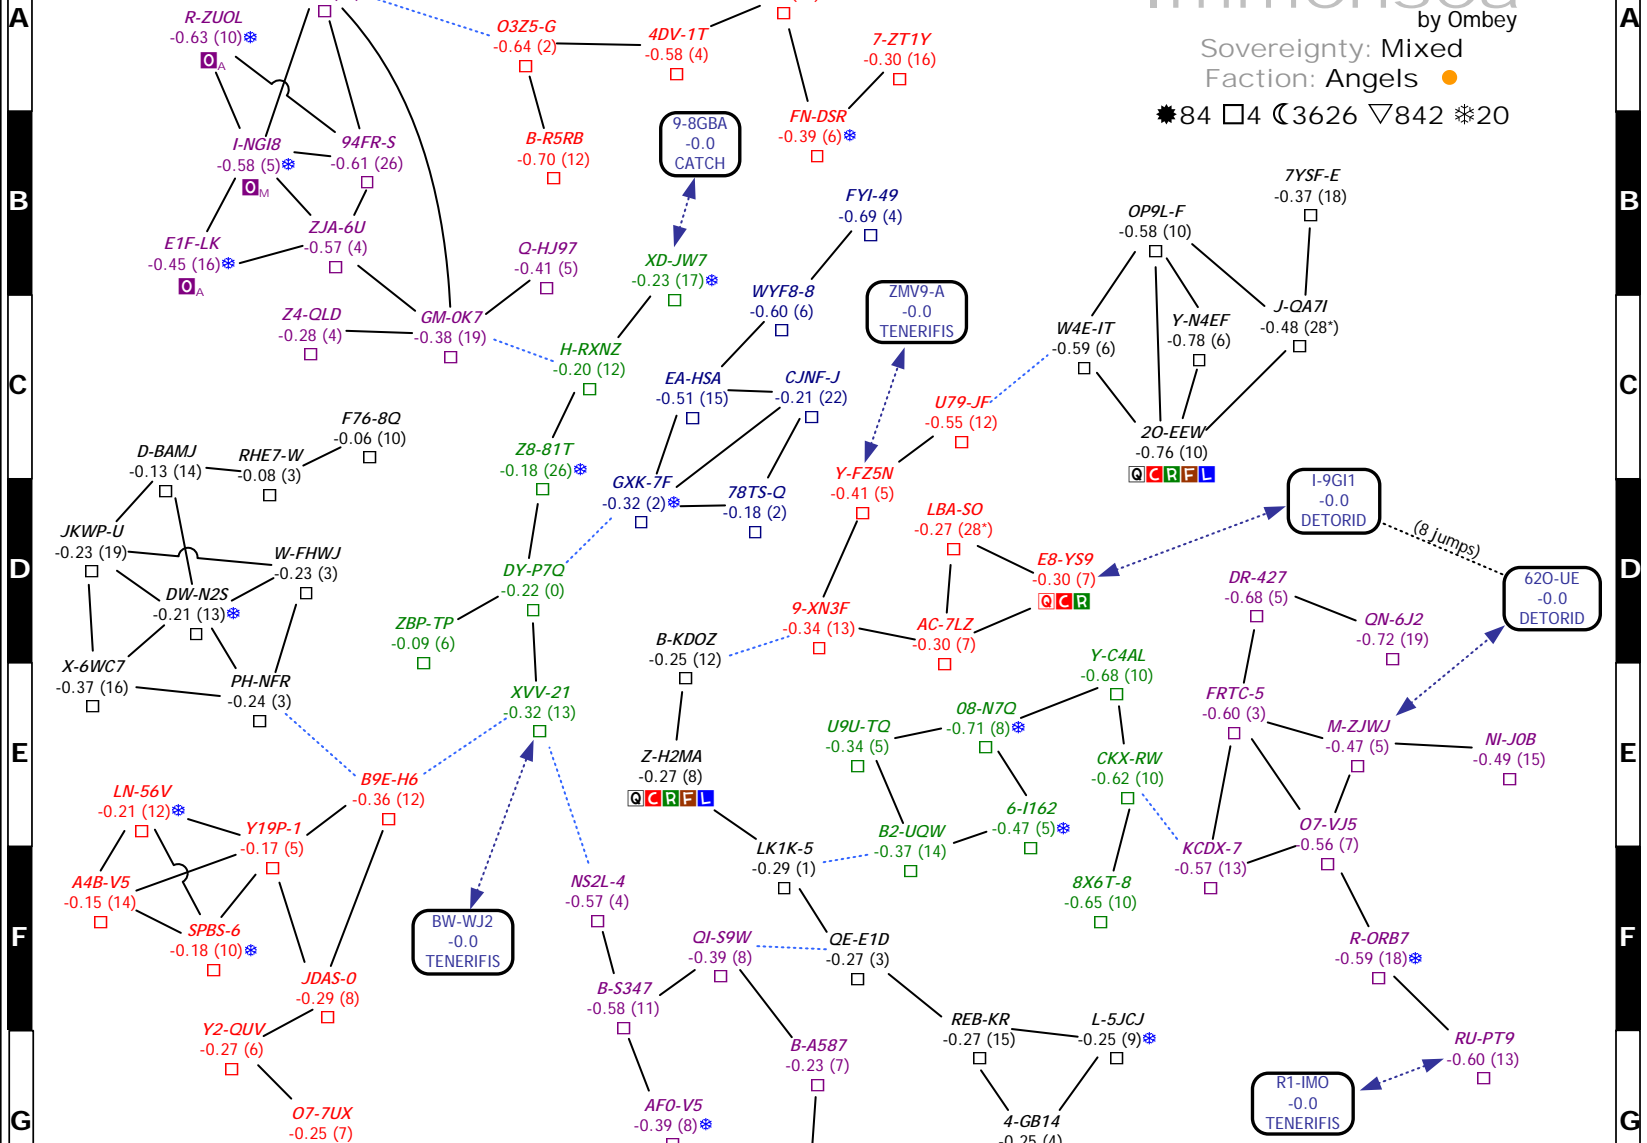 Immensea
by Ombey
Sovereignty: Mixed
Faction: Angels
84 4 3626 842 20
A
B
C
D
E
F
G
A
B
C
D
E
F
G
R-ZUOL
-0.63 (10)
0 A
O3Z5-G
-0.64 (2)
4DV-1T
-0.58 (4)
7-ZT1Y
-0.30 (16)
FN-DSR
-0.39 (6)
B-R5RB
-0.70 (12)
9-8GBA
-0.0
CATCH
I-NGI8
-0.58 (5)
0 M
94FR-S
-0.61 (26)
ZJA-6U
-0.57 (4)
E1F-LK
-0.45 (16)
0 A
Q-HJ97
-0.41 (5)
XD-JW7
-0.23 (17)
FYI-49
-0.69 (4)
7YSF-E
-0.37 (18)
OP9L-F
-0.58 (10)
Z4-QLD
-0.28 (4)
GM-0K7
-0.38 (19)
WYF8-8
-0.60 (6)
ZMV9-A
-0.0
TENERIFIS
W4E-IT
-0.59 (6)
Y-N4EF
-0.78 (6)
J-QA7I
-0.48 (28*)
H-RXNZ
-0.20 (12)
EA-HSA
-0.51 (15)
CJNF-J
-0.21 (22)
U79-JF
-0.55 (12)
2O-EEW
-0.76 (10)
Q C R F L
F76-8Q
-0.06 (10)
D-BAMJ
-0.13 (14)
RHE7-W
-0.08 (3)
Z8-81T
-0.18 (26)
GXK-7F
-0.32 (2)
78TS-Q
-0.18 (2)
Y-FZ5N
-0.41 (5)
LBA-SO
-0.27 (28*)
I-9GI1
-0.0
DETORID
(8 jumps)
JKWP-U
-0.23 (19)
W-FHWJ
-0.23 (3)
DW-N2S
-0.21 (13)
DY-P7Q
-0.22 (0)
E8-YS9
-0.30 (7)
Q C R
62O-UE
-0.0
DETORID
DR-427
-0.68 (5)
QN-6J2
-0.72 (19)
ZBP-TP
-0.09 (6)
9-XN3F
-0.34 (13)
AC-7LZ
-0.30 (7)
B-KDOZ
-0.25 (12)
X-6WC7
-0.37 (16)
PH-NFR
-0.24 (3)
XVV-21
-0.32 (13)
Y-C4AL
-0.68 (10)
FRTC-5
-0.60 (3)
08-N7Q
-0.71 (8)
U9U-TQ
-0.34 (5)
M-ZJWJ
-0.47 (5)
NI-J0B
-0.49 (15)
Z-H2MA
-0.27 (8)
Q C R F L
CKX-RW
-0.62 (10)
LN-56V
-0.21 (12)
B9E-H6
-0.36 (12)
6-I162
-0.47 (5)
Y19P-1
-0.17 (5)
B2-UQW
-0.37 (14)
O7-VJ5
-0.56 (7)
LK1K-5
-0.29 (1)
KCDX-7
-0.57 (13)
A4B-V5
-0.15 (14)
NS2L-4
-0.57 (4)
8X6T-8
-0.65 (10)
BW-WJ2
-0.0
TENERIFIS
SPBS-6
-0.18 (10)
QI-S9W
-0.39 (8)
QE-E1D
-0.27 (3)
R-ORB7
-0.59 (18)
JDAS-0
-0.29 (8)
B-S347
-0.58 (11)
Y2-QUV
-0.27 (6)
REB-KR
-0.27 (15)
L-5JCJ
-0.25 (9)
B-A587
-0.23 (7)
RU-PT9
-0.60 (13)
R1-IMO
-0.0
TENERIFIS
O7-7UX
-0.25 (7)
AF0-V5
-0.39 (8)
4-GB14
-0.25 (4)